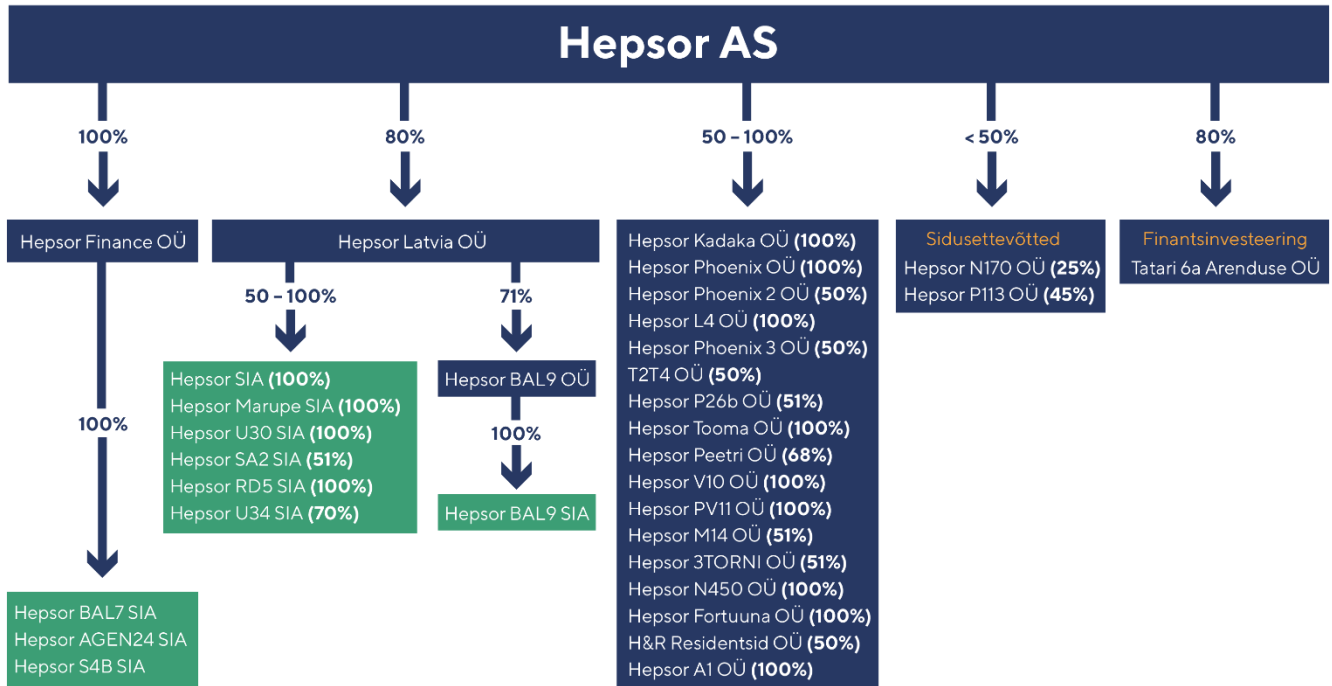 Hepsor AS
100%
80%
50 – 100%
< 50%
80%
Hepsor Finance OÜ
100%
Hepsor BAL7 SIA
Hepsor AGEN24 SIA
Hepsor S4B SIA
Hepsor Latvia OÜ
50 – 100%
71%
Hepsor SIA (100%)
Hepsor Marupe SIA (100%)
Hepsor U30 SIA (100%)
Hepsor SA2 SIA (51%)
Hepsor RD5 SIA (100%)
Hepsor U34 SIA (70%)
Hepsor BAL9 OÜ
100%
Hepsor BAL9 SIA
Hepsor Kadaka OÜ (100%)
Hepsor Phoenix OÜ (100%)
Hepsor Phoenix 2 OÜ (50%)
Hepsor L4 OÜ (100%)
Hepsor Phoenix 3 OÜ (50%)
T2T4 OÜ (50%)
Hepsor P26b OÜ (51%)
Hepsor Tooma OÜ (100%)
Hepsor Peetri OÜ (68%)
Hepsor V10 OÜ (100%)
Hepsor PV11 OÜ (100%)
Hepsor M14 OÜ (51%)
Hepsor 3TORNI OÜ (51%)
Hepsor N450 OÜ (100%)
Hepsor Fortuuna OÜ (100%)
H&R Residentsid OÜ (50%)
Hepsor A1 OÜ (100%)
Sidusettevõtted
Hepsor N170 OÜ (25%)
Hepsor P113 OÜ (45%)
Finantsinvesteering
Tatari 6a Arenduse OÜ